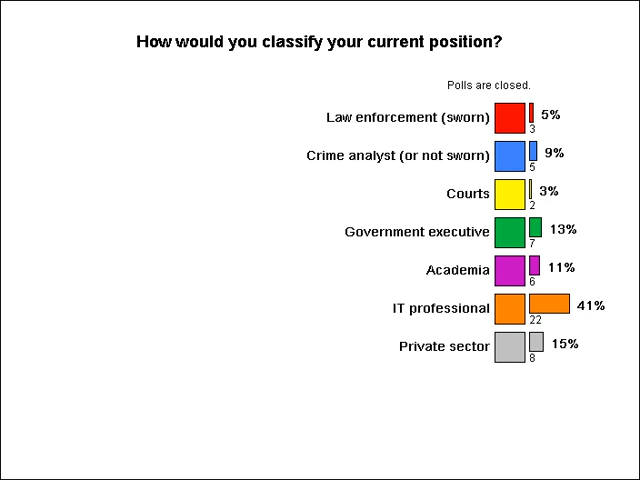 How would you classify your current position?
Polls are closed.
Law enforcement (sworn) 5%
3
Crime analyst (or not sworn) 9%
5
Courts 3%
2
Government executive 13%
7
Academia 11%
6
IT professional 41%
22
Private sector 15%
8